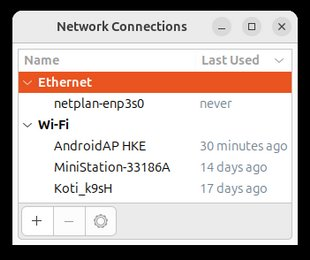 Network Connections
Name Last Used
Ethernet
netplan-enp3s0 never
Wi-Fi
AndroidAP HKE 30 minutes ago
MiniStation-33186A 14 days ago
Koti_k9sH 17 days ago